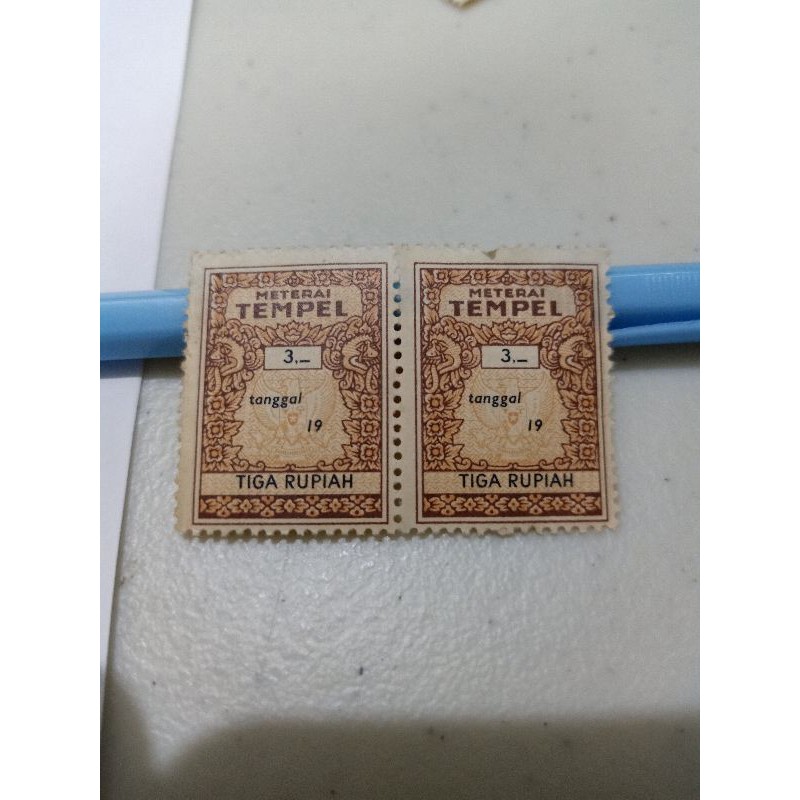 METERAI
TEMPEL
3,—
tanggal
19
TIGA RUPIAH
METERAI
TEMPEL
3,—
tanggal
19
TIGA RUPIAH